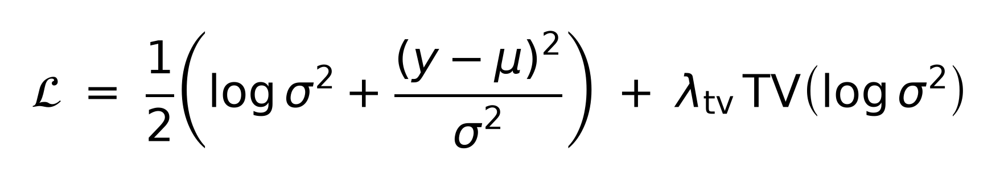 ℒ = 1/2 ( log σ² + (y − μ)² / σ² ) + λ_tv TV(log σ²)